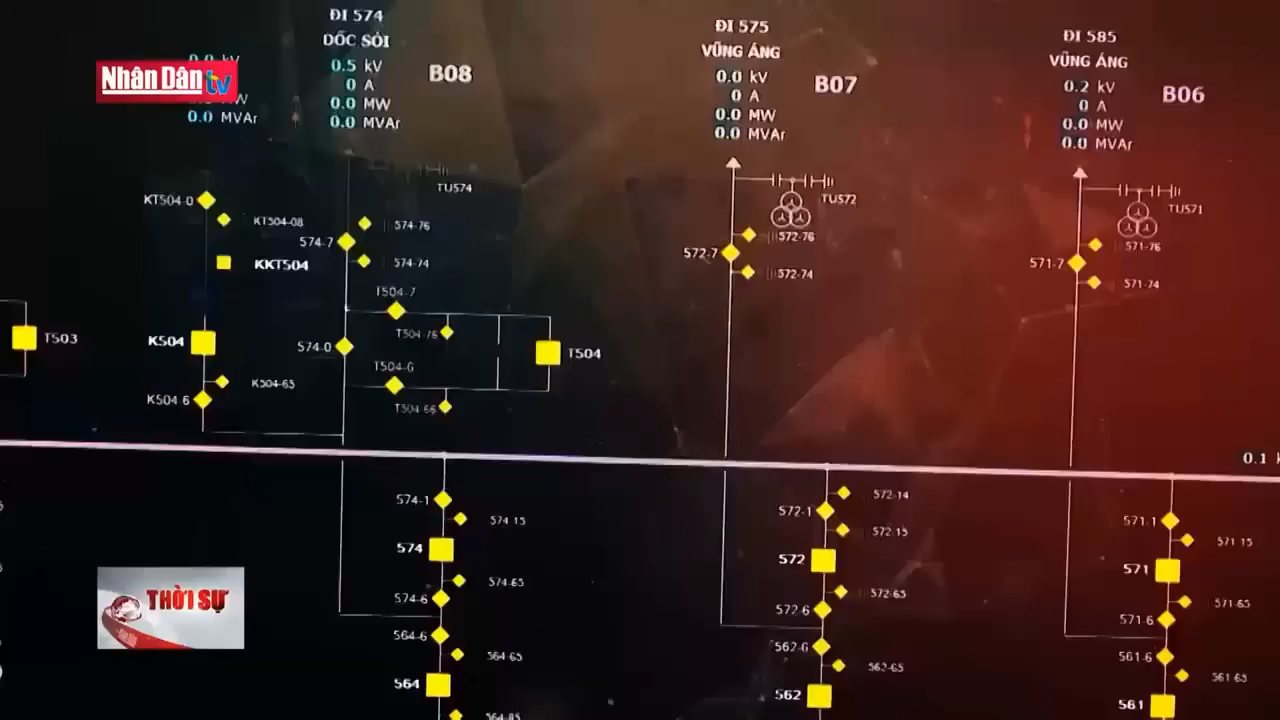 ĐI 574
DỐC SỎI
0.5 kV
0 A
0.0 MW
0.0 MVAr
B08
ĐI 575
VŨNG ÁNG
0.0 kV
0 A
0.0 MW
0.0 MVAr
B07
ĐI 585
VŨNG ÁNG
0.2 kV
0 A
0.0 MW
0.0 MVAr
B06
Nhân Dân tv
0.0 MVAr
TU574
TU572
TU571
KT504-0
KT504-08
KKT504
574-76
574-7
574-74
572-76
572-7
572-74
571-76
571-7
571-74
T503
K504
K504-65
K504-6
T504-7
T504-76
574-0
T504-6
T504-66
T504
0.1
574-1
574-15
574
574-65
574-6
564-6
564-65
564
564-85
572-14
572-1
572-15
572
572-65
572-6
562-6
562-65
562
571-1
571-15
571
571-65
571-6
561-6
561-65
561
THỜI SỰ